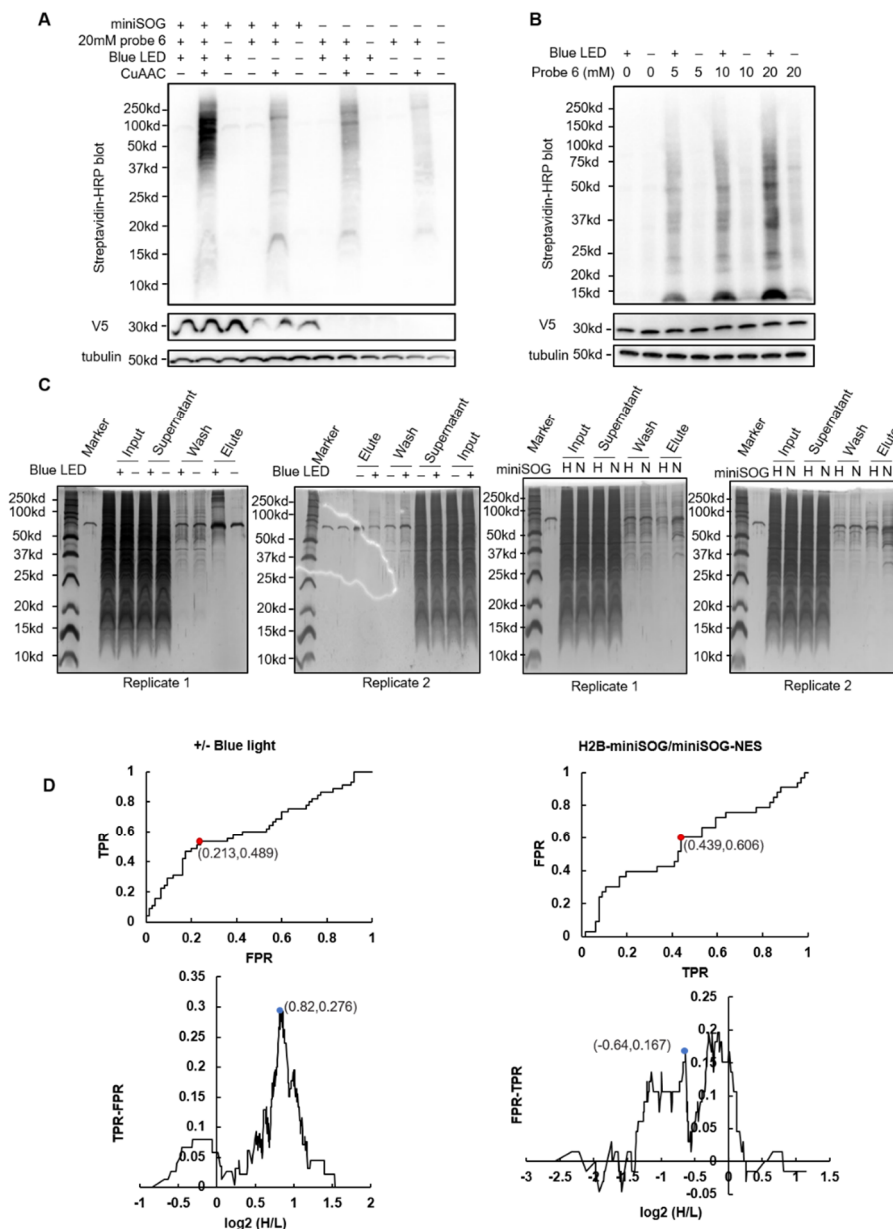 A
miniSOG + + + + + + – – – – – –
20mM probe 6 + + – + + – + + – + + –
Blue LED + + + – – – + + + – – –
CuAAC – + – – + – – + – – + –
250kd
100kd
50kd
37kd
25kd
20kd
15kd
10kd
Streptavidin-HRP blot
V5 30kd
tubulin 50kd
B
Blue LED + – + – + – + –
Probe 6 (mM) 0 0 5 5 10 10 20 20
250kd
150kd
100kd
75kd
50kd
37kd
25kd
20kd
15kd
Streptavidin-HRP blot
V5 30kd
tubulin 50kd
C
Marker Input Supernatant Wash Elute
Blue LED + – + – + – + –
250kd
100kd
50kd
37kd
25kd
20kd
15kd
10kd
Replicate 1
Marker Elute Wash Supernatant Input
Blue LED – + – + – + – +
250kd
100kd
50kd
37kd
25kd
20kd
15kd
10kd
Replicate 2
Marker Input Supernatant Wash Elute
miniSOG H N H N H N H N
250kd
100kd
50kd
37kd
25kd
20kd
15kd
10kd
Replicate 1
Marker Input Supernatant Wash Elute
miniSOG H N H N H N H N
250kd
100kd
50kd
37kd
25kd
20kd
15kd
10kd
Replicate 2
D
+/- Blue light
1
0.8
0.6
0.4
0.2
0
TPR
(0.213,0.489)
0 0.2 0.4 0.6 0.8 1
FPR
H2B-miniSOG/miniSOG-NES
1
0.8
0.6
0.4
0.2
0
FPR
(0.439,0.606)
0 0.2 0.4 0.6 0.8 1
TPR
0.35
0.3
0.25
0.2
0.15
0.1
0.05
0
TPR-FPR
(0.82,0.276)
-1 -0.5 0 0.5 1 1.5 2
log2 (H/L)
0.25
0.2
0.15
0.1
0.05
0
-0.05
FPR-TPR
(-0.64,0.167)
-3 -2.5 -2 -1.5 -1 -0.5 0 0.5 1 1.5
log2 (H/L)